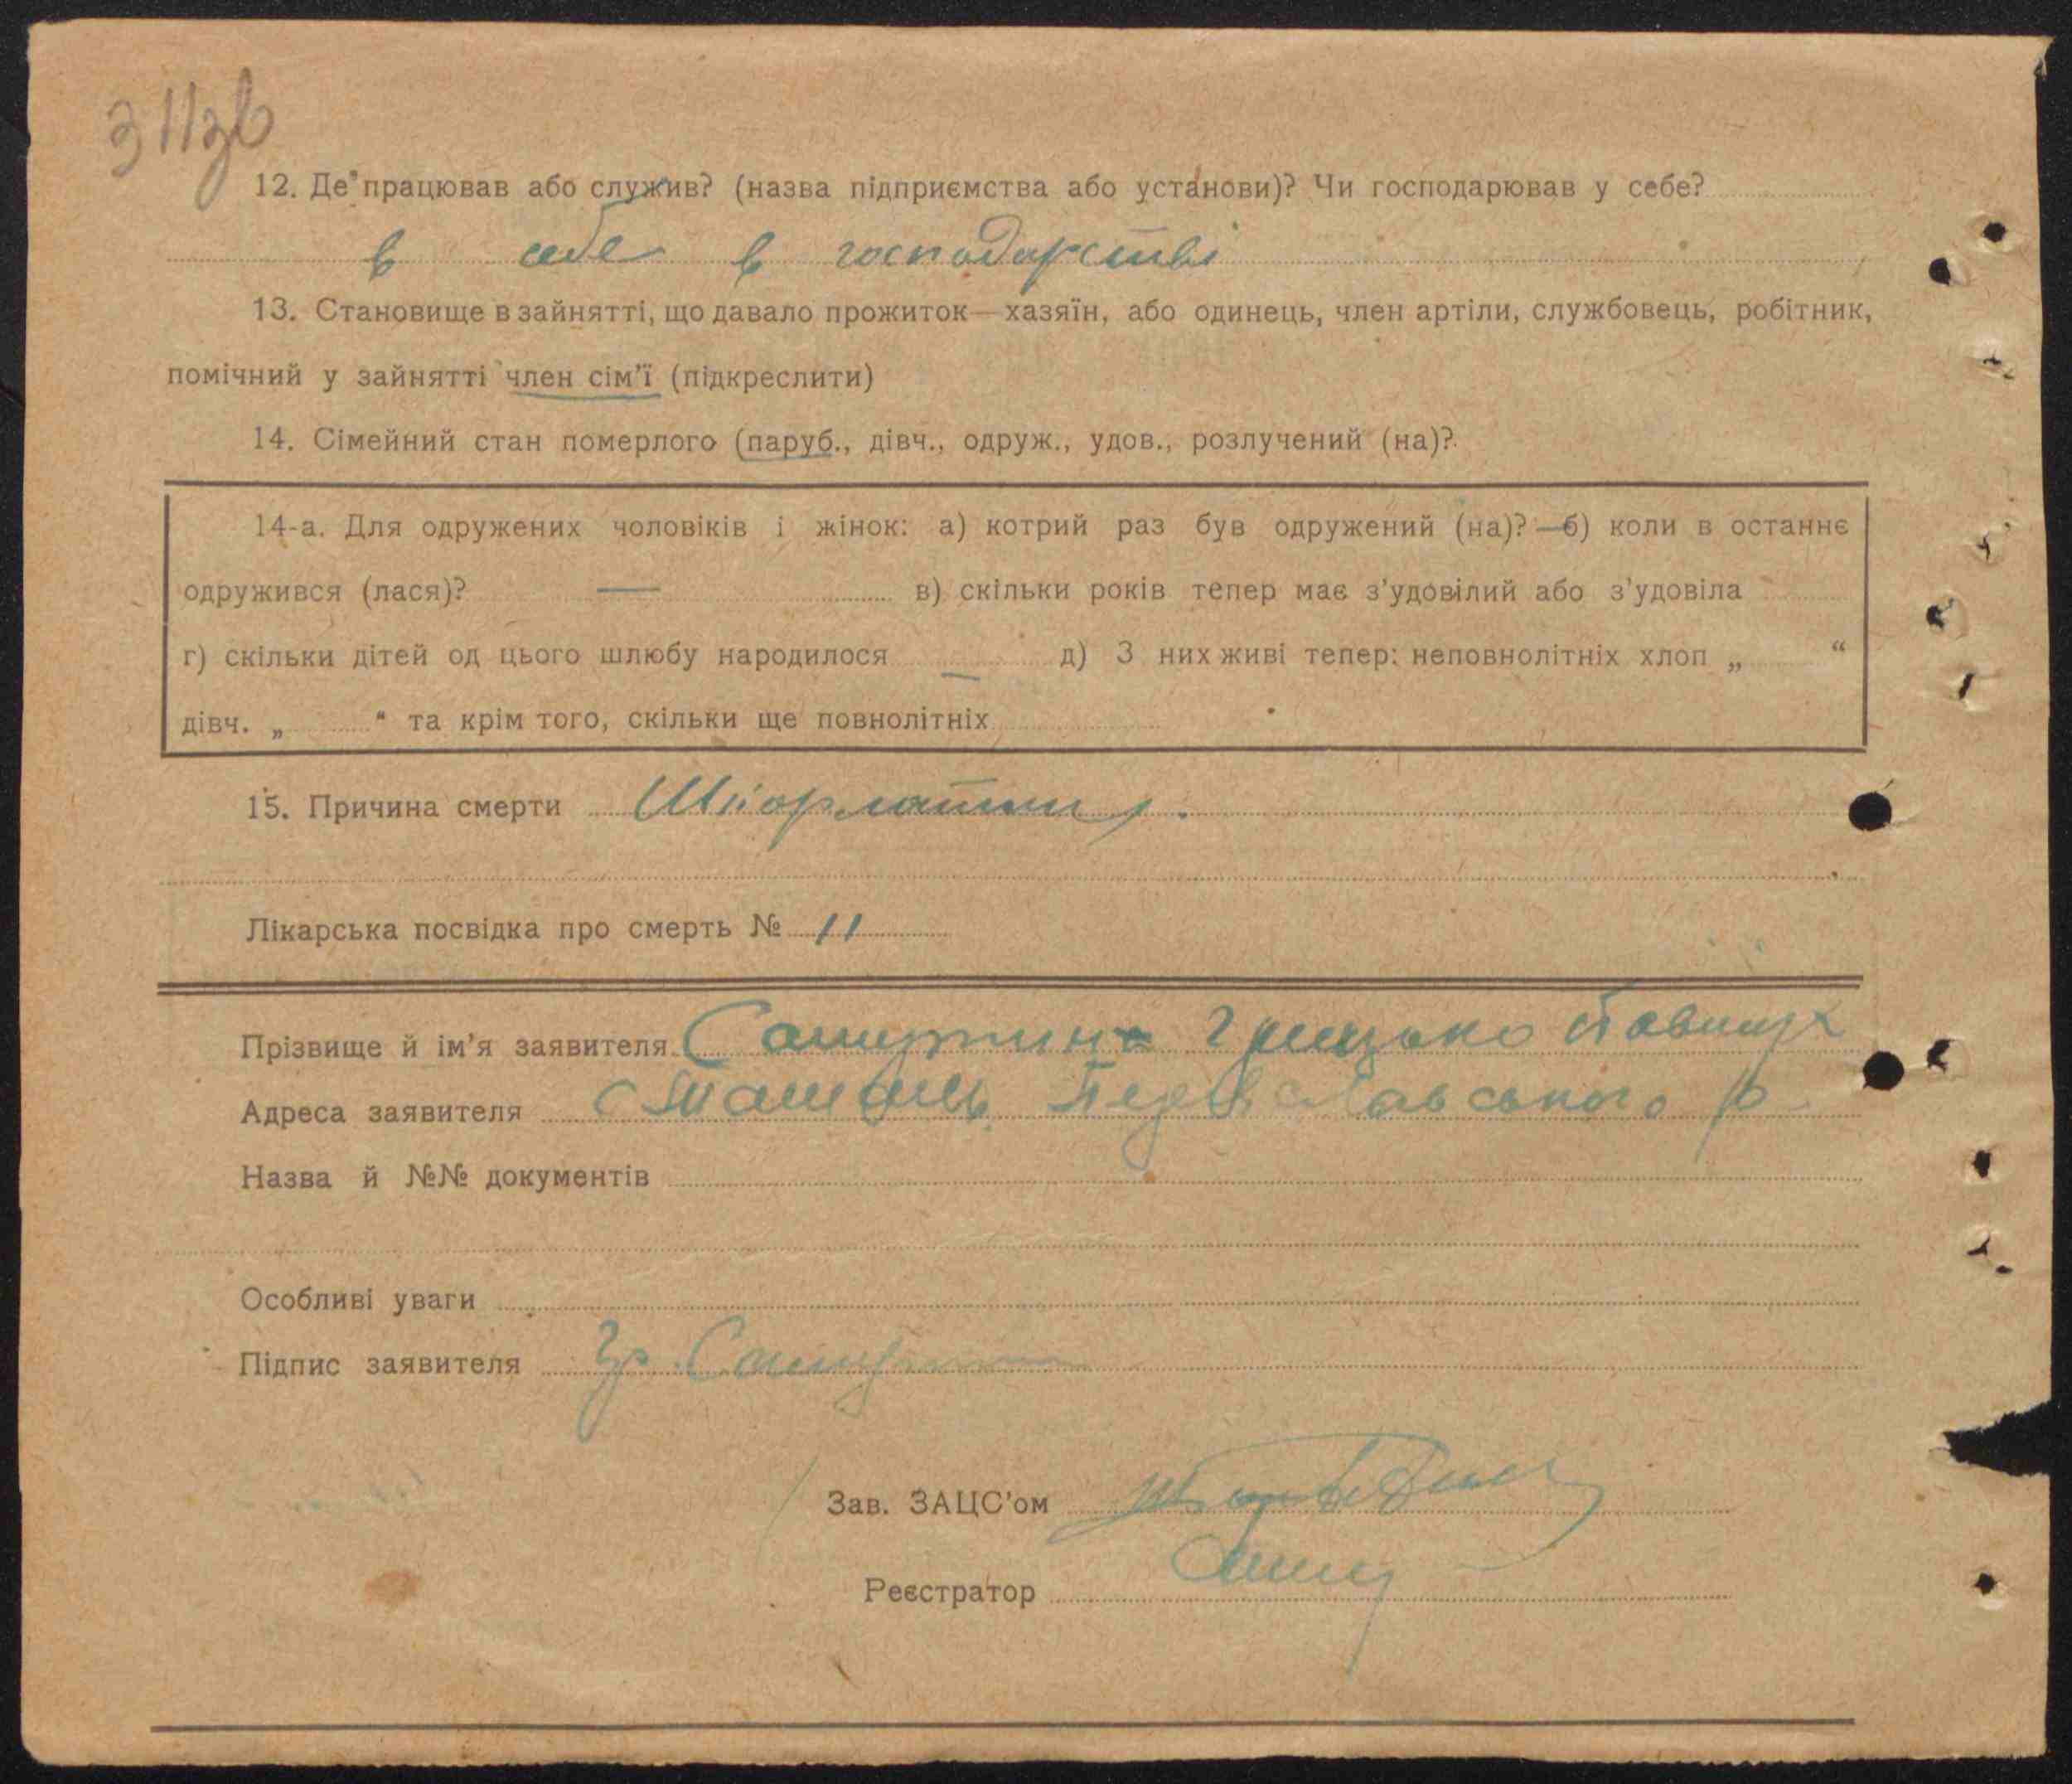 311зв
12. Де працював або служив? (назва підприємства або установи)? Чи господарював у себе?
в себе в господарстві
13. Становище в зайнятті, що давало прожиток—хазяїн, або одинець, член артіли, службовець, робітник,
помічний у зайнятті член сім'ї (підкреслити)
14. Сімейний стан померлого (паруб., дівч., одруж., удов., розлучений (на)?
14-а. Для одружених чоловіків і жінок: а) котрий раз був одружений (на)? — б) коли в останнє
одружився (лася)? — в) скільки років тепер має з'удовілий або з'удовіла
г) скільки дітей од цього шлюбу народилося — д) З них живі тепер: неповнолітніх хлоп „ “
дівч. „ “ та крім того, скільки ще повнолітніх
15. Причина смерти Шкорлатин
Лікарська посвідка про смерть № 11
Прізвище й ім'я заявителя Грицько
Адреса заявителя с Ташань р
Назва й №№ документів
Особливі уваги
Підпис заявителя Гр.
Зав. ЗАЦС'ом
Реєстратор